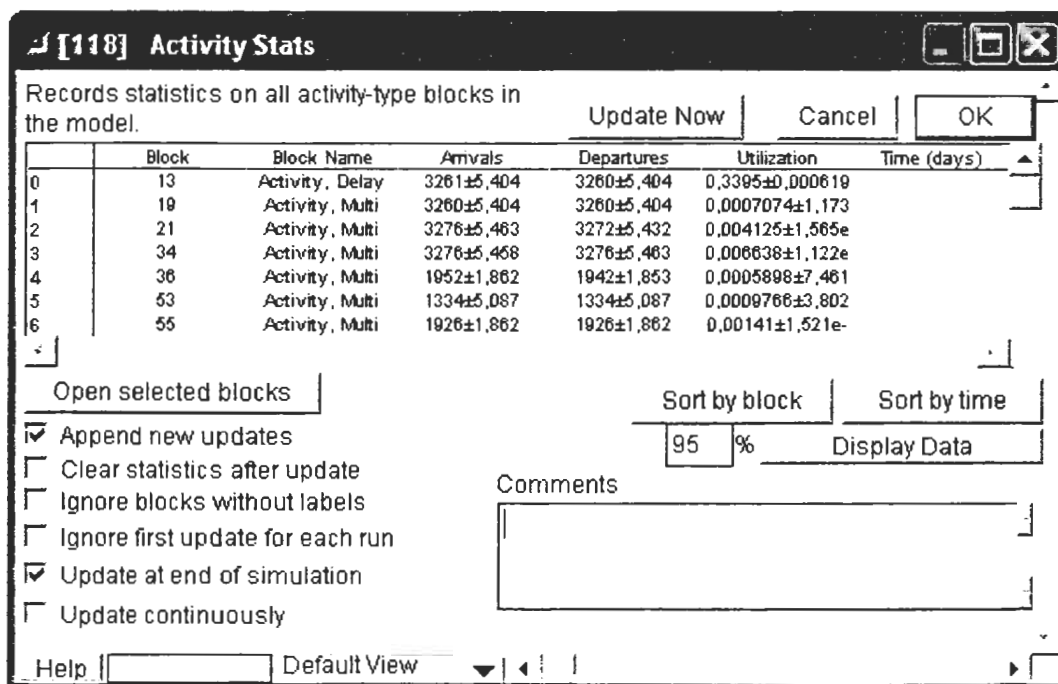 [118] Activity Stats
Records statistics on all activity-type blocks in
the model.
Update Now Cancel OK
Block Block Name Arrivals Departures Utilization Time (days)
0 13 Activity, Delay 3261±5,404 3260±5,404 0,3395±0,000619
1 19 Activity, Multi 3260±5,404 3260±5,404 0,0007074±1,173
2 21 Activity, Multi 3276±5,463 3272±5,432 0,004125±1,565e
3 34 Activity, Multi 3276±5,458 3276±5,463 0,006638±1,122e
4 36 Activity, Multi 1952±1,862 1942±1,853 0,0005898±7,461
5 53 Activity, Multi 1334±5,087 1334±5,087 0,0009766±3,802
6 55 Activity, Multi 1926±1,862 1926±1,862 0,00141±1,521e-
Open selected blocks
Sort by block Sort by time
Append new updates
95 % Display Data
Clear statistics after update
Comments
Ignore blocks without labels
Ignore first update for each run
Update at end of simulation
Update continuously
Help Default View